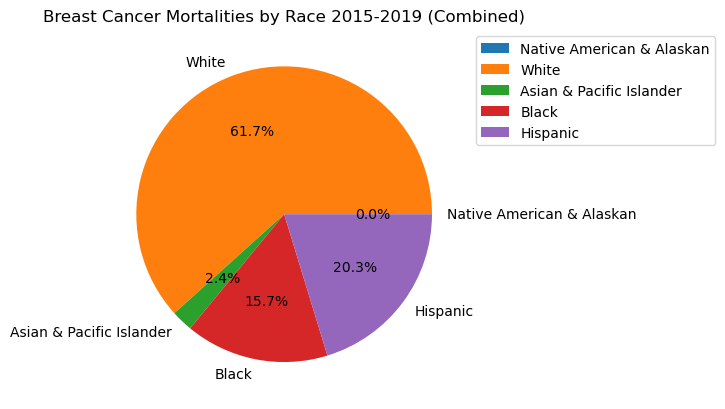 Breast Cancer Mortalities by Race 2015-2019 (Combined)
Native American & Alaskan
White
Asian & Pacific Islander
Black
Hispanic
White
61.7%
0.0%
Native American & Alaskan
20.3%
2.4%
15.7%
Hispanic
Asian & Pacific Islander
Black